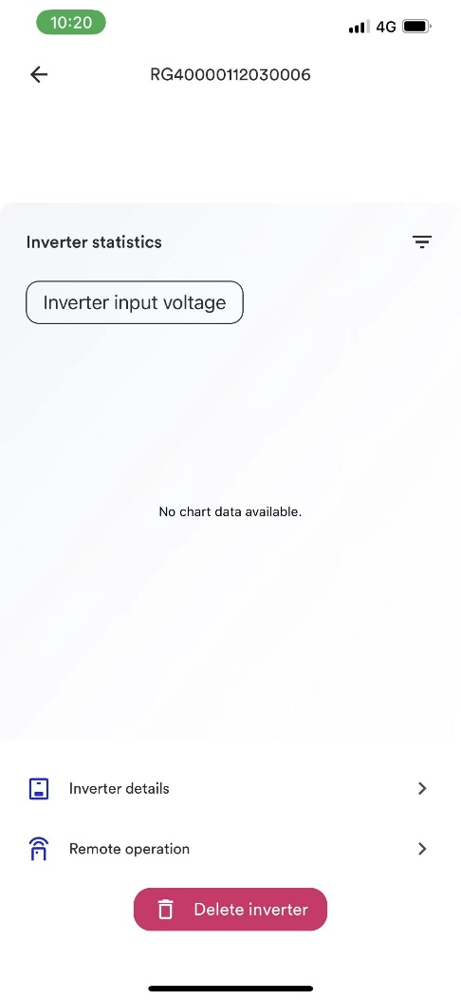 10:20
4G
RG40000112030006
Inverter statistics
Inverter input voltage
No chart data available.
Inverter details
Remote operation
Delete inverter